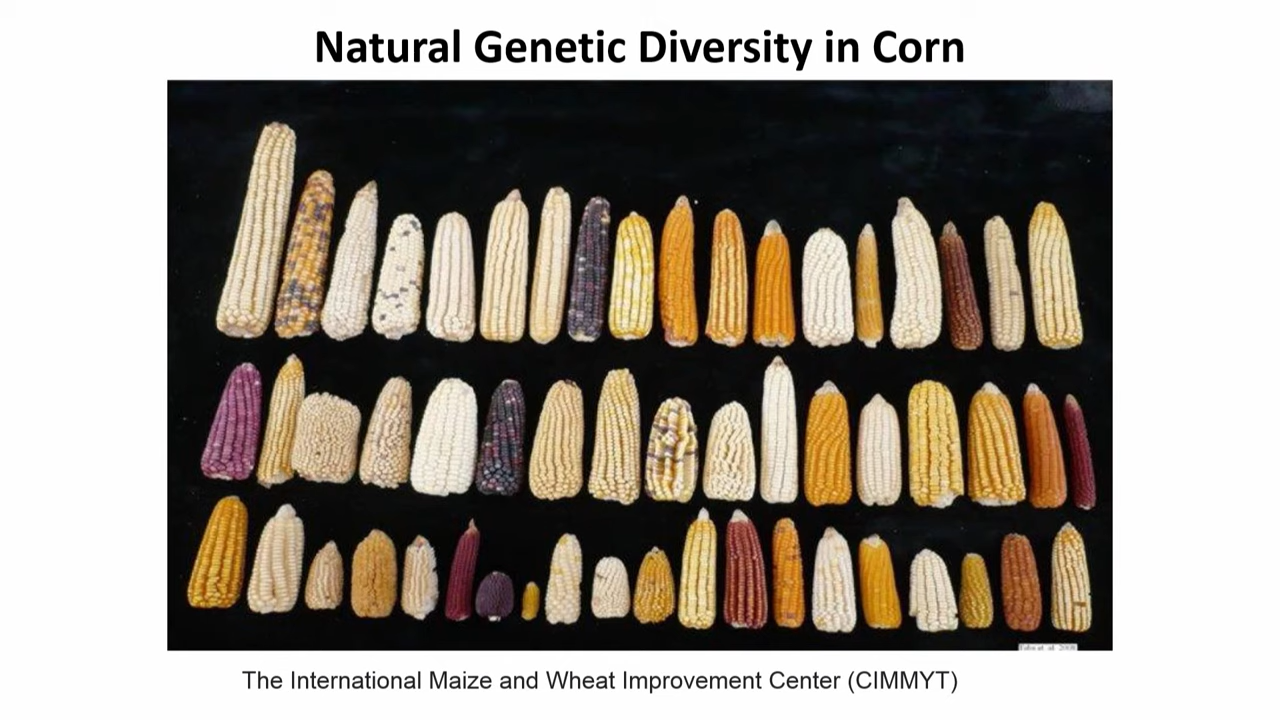 Natural Genetic Diversity in Corn
The International Maize and Wheat Improvement Center (CIMMYT)